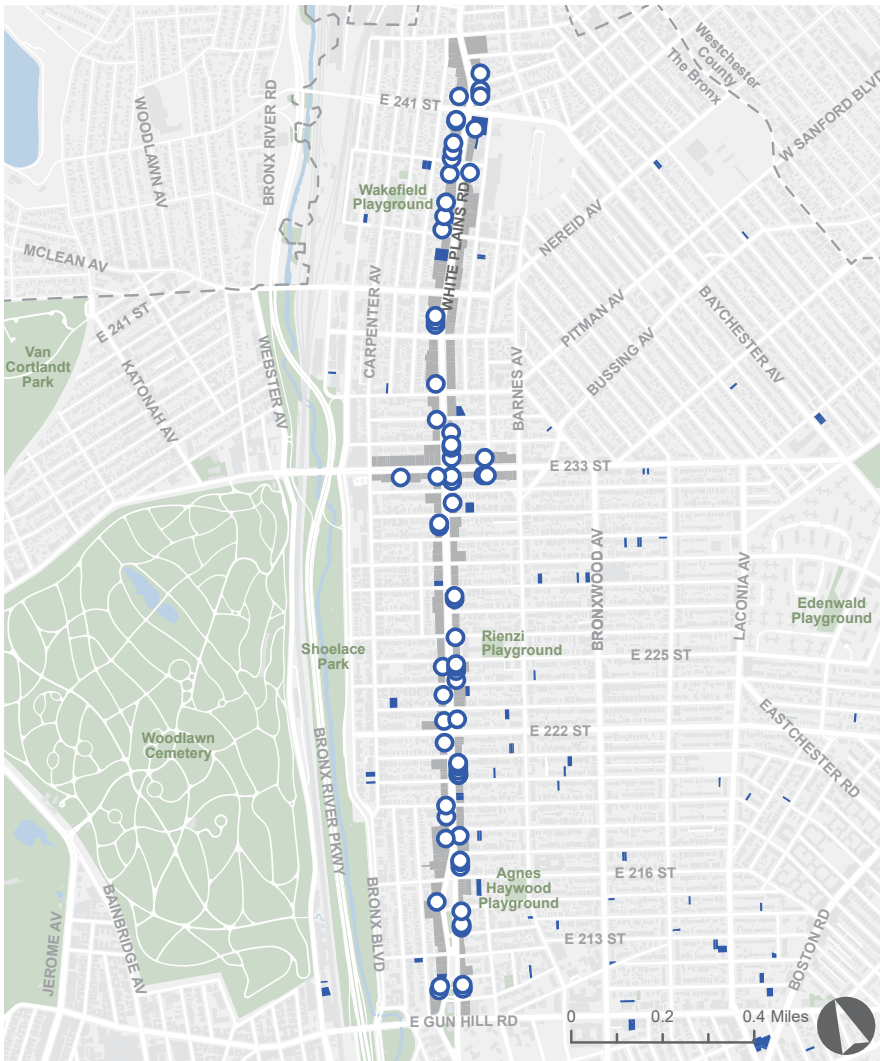 Westchester
County
The Bronx
W SANFORD BLVD
E 241 ST
BRONX RIVER RD
WOODLAWN AV
Wakefield
Playground
WHITE PLAINS RD
NEREID AV
MCLEAN AV
CARPENTER AV
E 241 ST
PITMAN AV
BAYCHESTER AV
BUSSING AV
Van
Cortlandt
Park
WEBSTER AV
KATONAH AV
BARNES AV
E 233 ST
BRONXWOOD AV
LACONIA AV
Edenwald
Playground
Rienzi
Playground
Shoelace
Park
E 225 ST
Woodlawn
Cemetery
E 222 ST
EASTCHESTER RD
BRONX RIVER PKWY
Agnes
Haywood
Playground
E 216 ST
BRONX BLVD
BAINBRIDGE AV
JEROME AV
E 213 ST
BOSTON RD
E GUN HILL RD
0 0.2 0.4 Miles